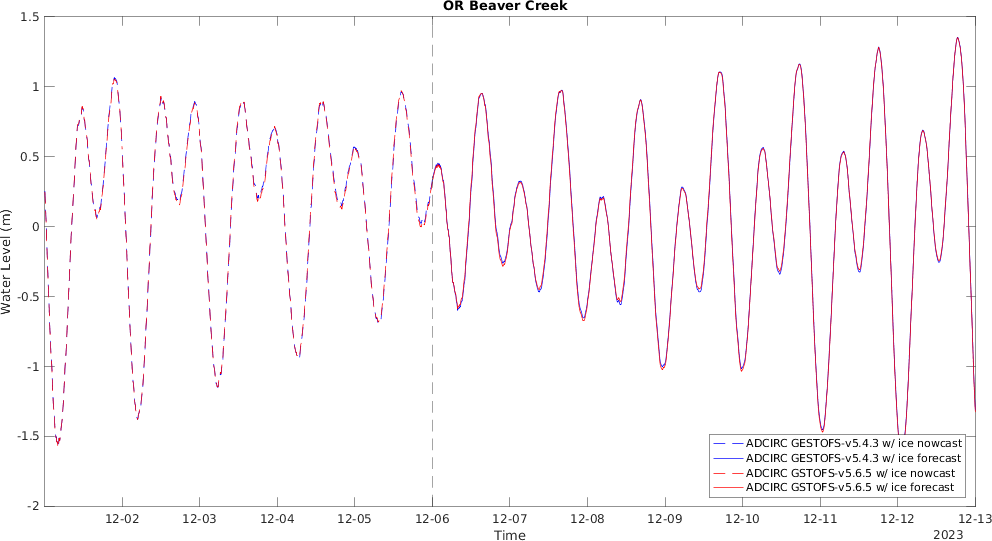 OR Beaver Creek
1.5
1
0.5
0
-0.5
-1
-1.5
-2
Water Level (m)
12-02 12-03 12-04 12-05 12-06 12-07 12-08 12-09 12-10 12-11 12-12 12-13
Time
2023
ADCIRC GESTOFS-v5.4.3 w/ ice nowcast
ADCIRC GESTOFS-v5.4.3 w/ ice forecast
ADCIRC GSTOFS-v5.6.5 w/ ice nowcast
ADCIRC GSTOFS-v5.6.5 w/ ice forecast